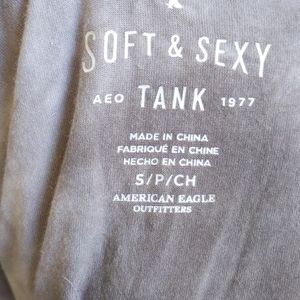 SOFT & SEXY
AEO TANK 1977
MADE IN CHINA
FABRIQUÉ EN CHINE
HECHO EN CHINA
S/P/CH
AMERICAN EAGLE
OUTFITTERS